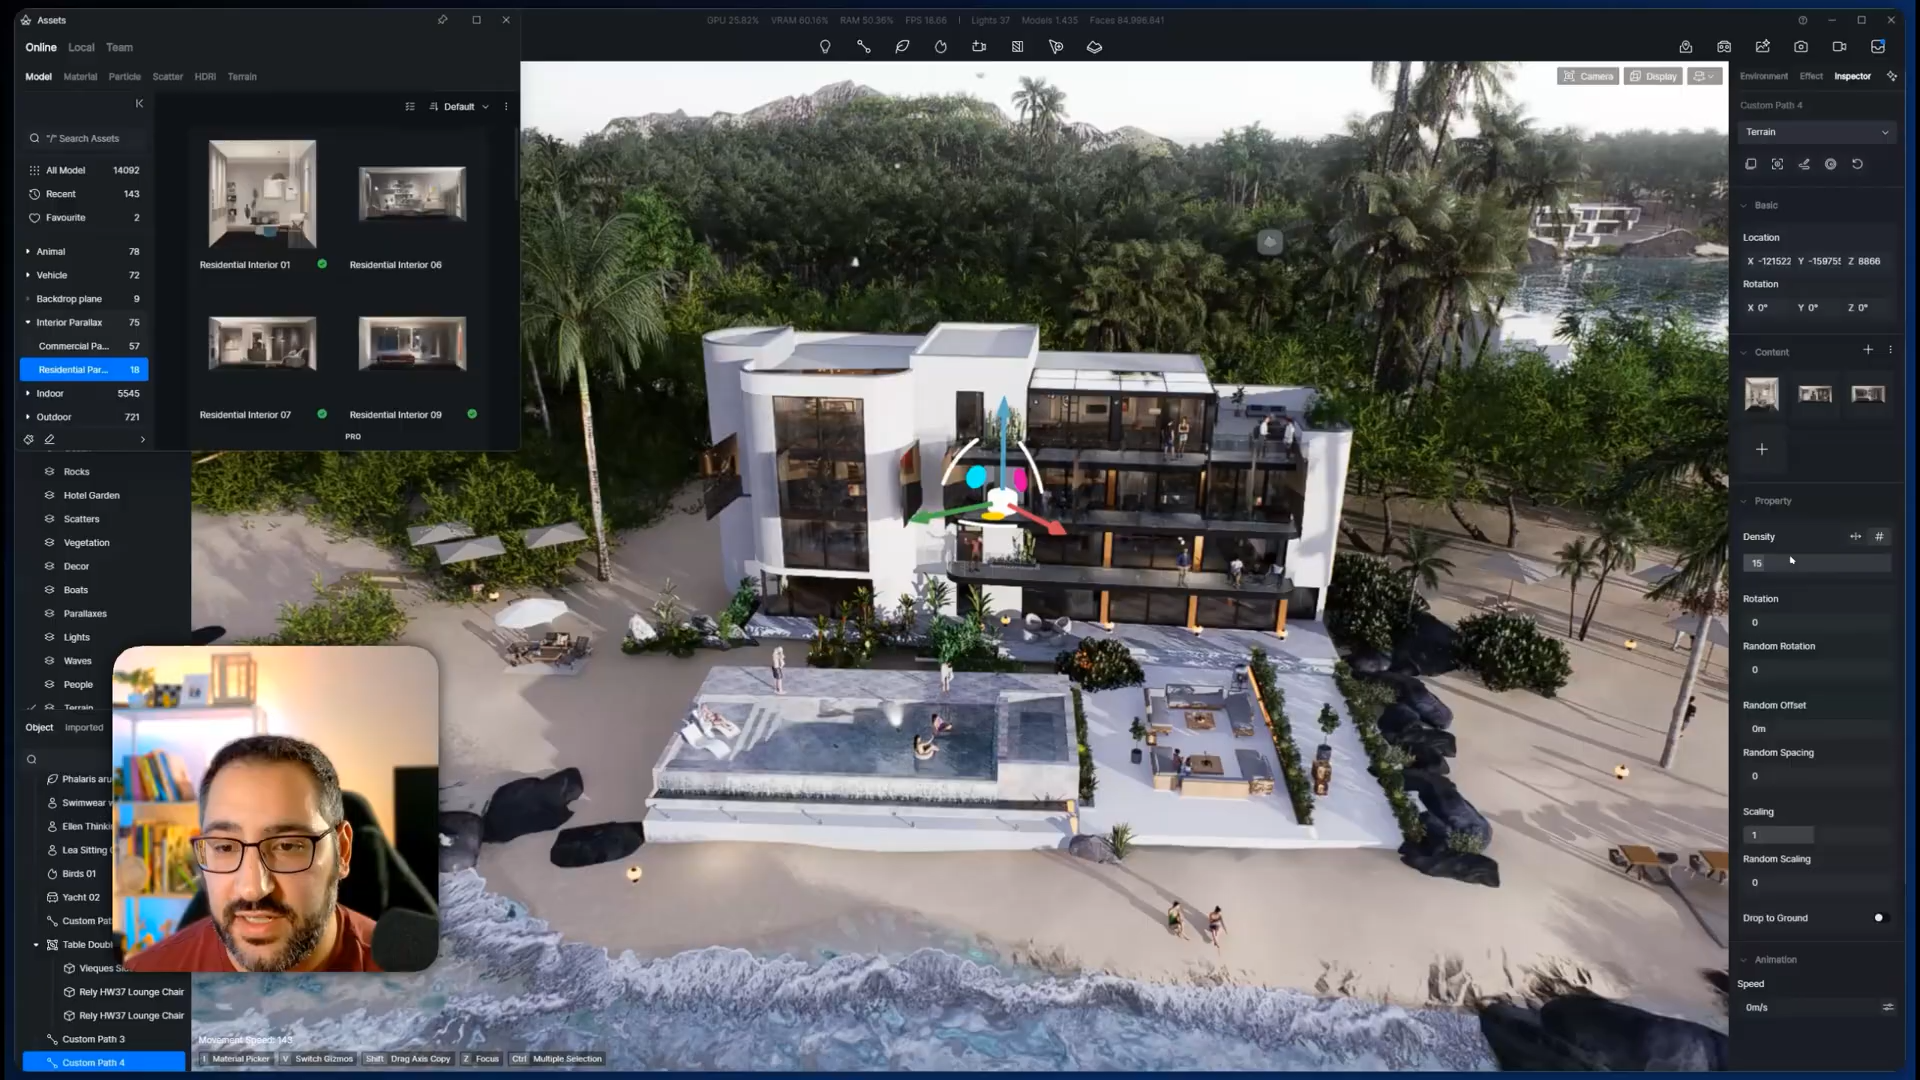 Assets
GPU 25.82% VRAM 60.16% RAM 50.36% FPS 16.66 | Lights 37 Models 1.435 Faces 84,996,641
Online Local Team
Model Material Particle Scatter HDRI Terrain
Default
"/" Search Assets
All Model 14092
Recent 143
Favourite 2
Animal 78
Vehicle 72
Backdrop plane 9
Interior Parallax 75
Commercial Pa... 57
Residential Par... 18
Indoor 5545
Outdoor 721
Residential Interior 01
Residential Interior 06
Residential Interior 07
Residential Interior 09
PRO
Rocks
Hotel Garden
Scatters
Vegetation
Decor
Boats
Parallaxes
Lights
Waves
People
Terrain
Object Imported
Phalaris aru
Swimwear w
Ellen Thinki
Lea Sitting
Birds 01
Yacht 02
Custom Pat
Table Doubl
Vieques Si
Rely HW37 Lounge Chair
Rely HW37 Lounge Chair
Custom Path 3
Custom Path 4
Camera Display
Movement Speed: 143
I Material Picker V Switch Gizmos Shift Drag Axis Copy Z Focus Ctrl Multiple Selection
Environment Effect Inspector
Custom Path 4
Terrain
Basic
Location
X -121522 Y -159755 Z 8866
Rotation
X 0° Y 0° Z 0°
Content
Property
Density
15
Rotation
0
Random Rotation
0
Random Offset
0m
Random Spacing
0
Scaling
1
Random Scaling
0
Drop to Ground
Animation
Speed
0m/s